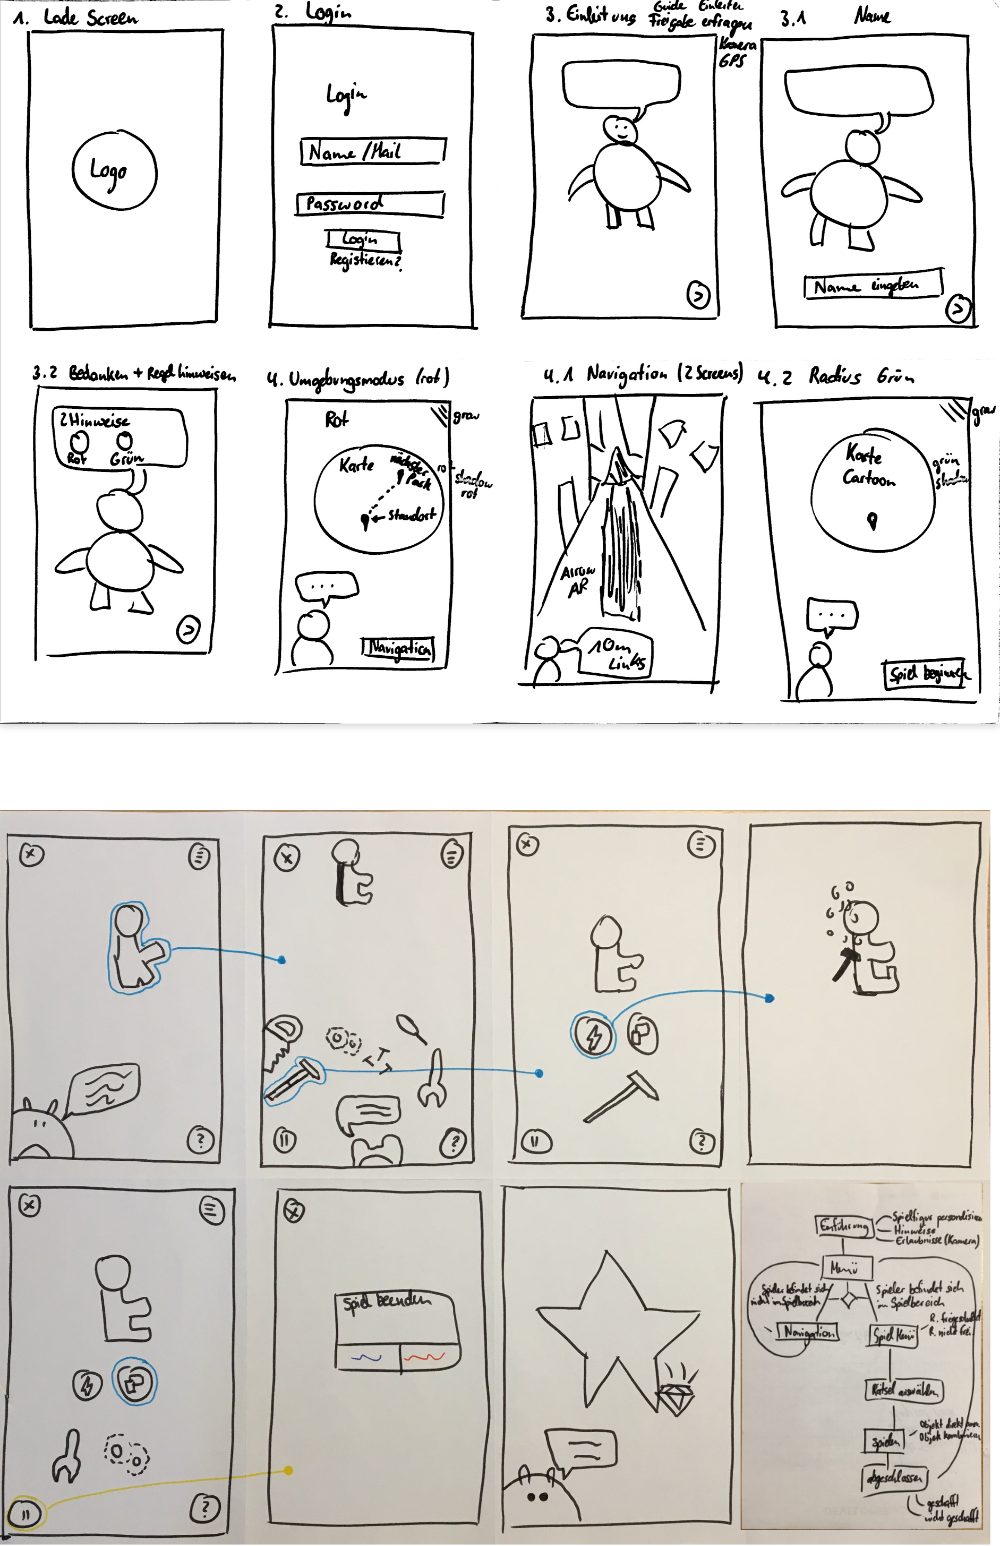 1. Lade Screen
Logo
2. Login
Login
Name/Mail
Password
Login
Registieren?
3. Einleitung
Guide Einleiten
Freigabe erfragen
Kamera
GPS
3.1 Name
Name eingeben
3.2 Bedanken + Regelhinweisen
2 Hinweise
Rot
Grün
4. Umgebungsmodus (rot)
Rot
grau
Karte
nächster
Park
rot
shadow
rot
Standort
...
Navigation
4.1 Navigation (2 Screens)
Arrow
AR
10m
Links
4.2 Radius Grün
grau
Karte
Cartoon
grün
shadow
...
Spiel beginnen
x
?
x
?
x
?
x
?
x
Spiel beenden
Einführung
Spielfigur personalisieren
Hinweise
Erlaubnisse (Kamera)
Menü
Spieler befindet sich
nicht im Spielbereich
Spieler befindet sich
im Spielbereich
Navigation
Spiel Menü
R. freigeschaltet
R. nicht frei.
Rätsel auswählen
Spielen
Objekt direkt
Objekt kombinieren
abgeschlossen
geschafft
nicht geschafft